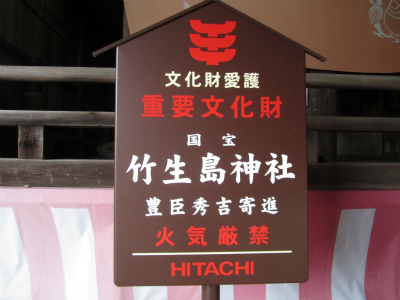 文化財愛護
重要文化財
国宝
竹生島神社
豊臣秀吉寄進
火気厳禁
HITACHI